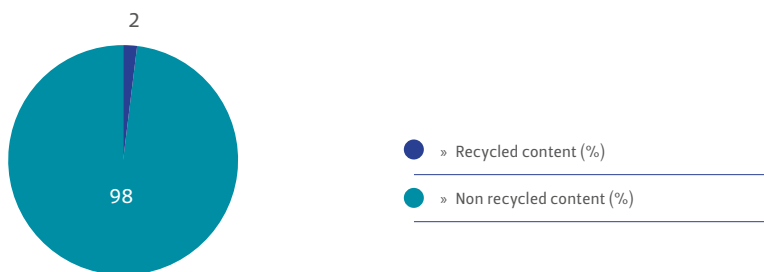 2
98
» Recycled content (%)
» Non recycled content (%)